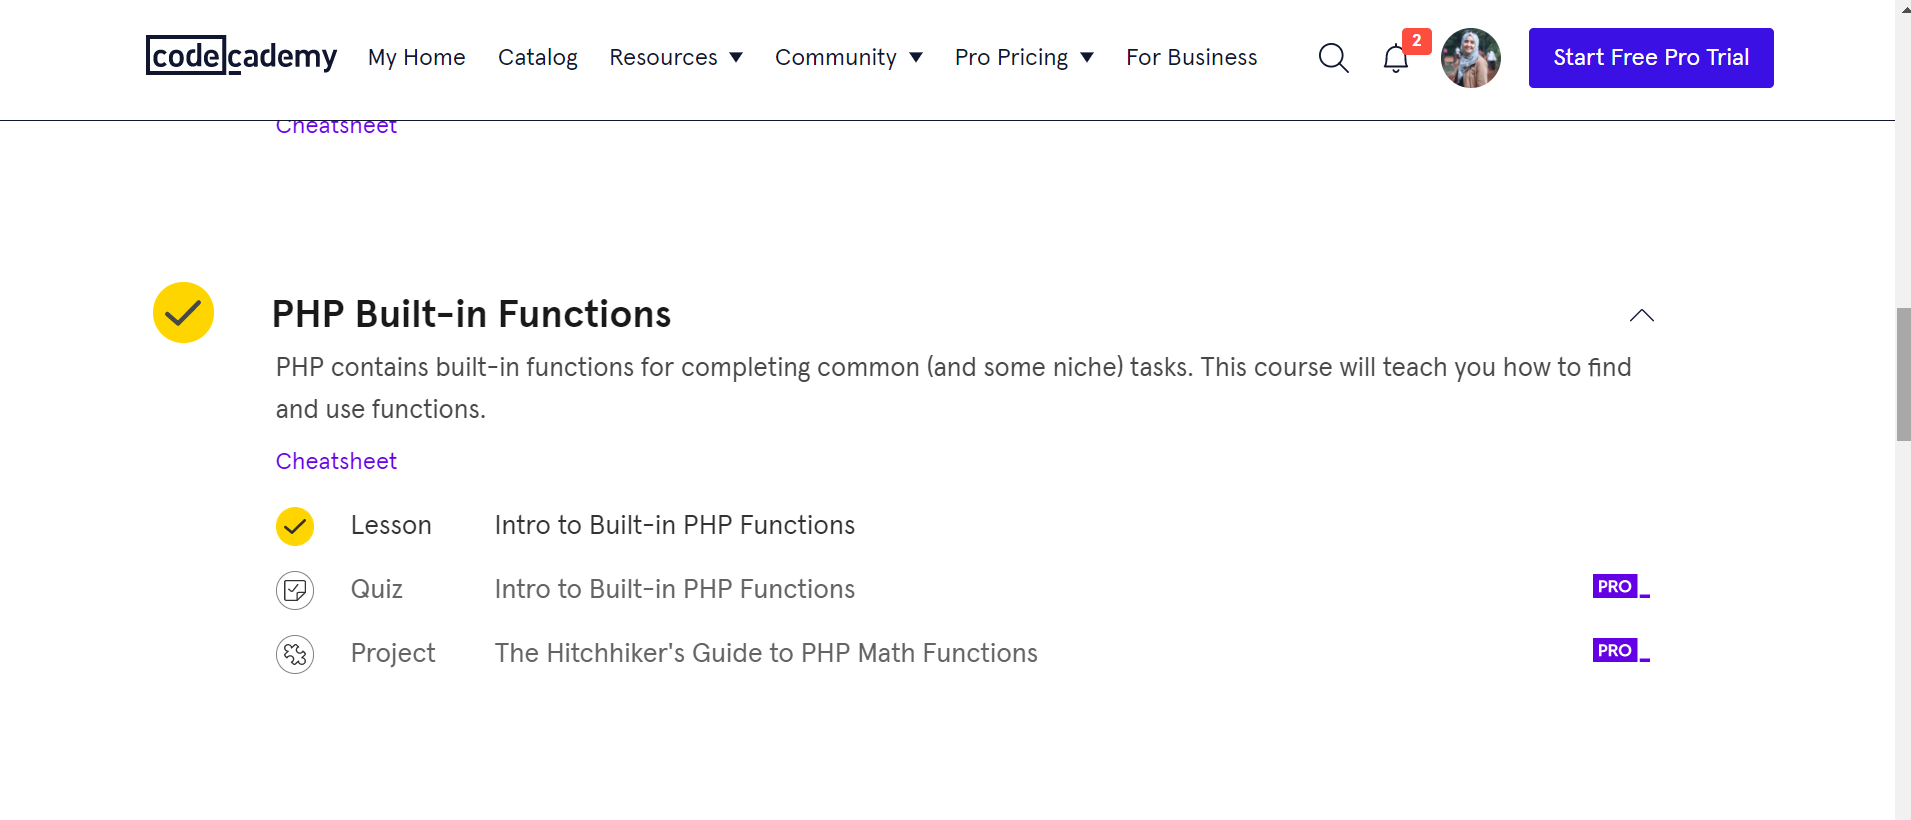 codecademy My Home Catalog Resources Community Pro Pricing For Business 2 Start Free Pro Trial
Cheatsheet
PHP Built-in Functions
PHP contains built-in functions for completing common (and some niche) tasks. This course will teach you how to find
and use functions.
Cheatsheet
Lesson Intro to Built-in PHP Functions
Quiz Intro to Built-in PHP Functions PRO
Project The Hitchhiker's Guide to PHP Math Functions PRO